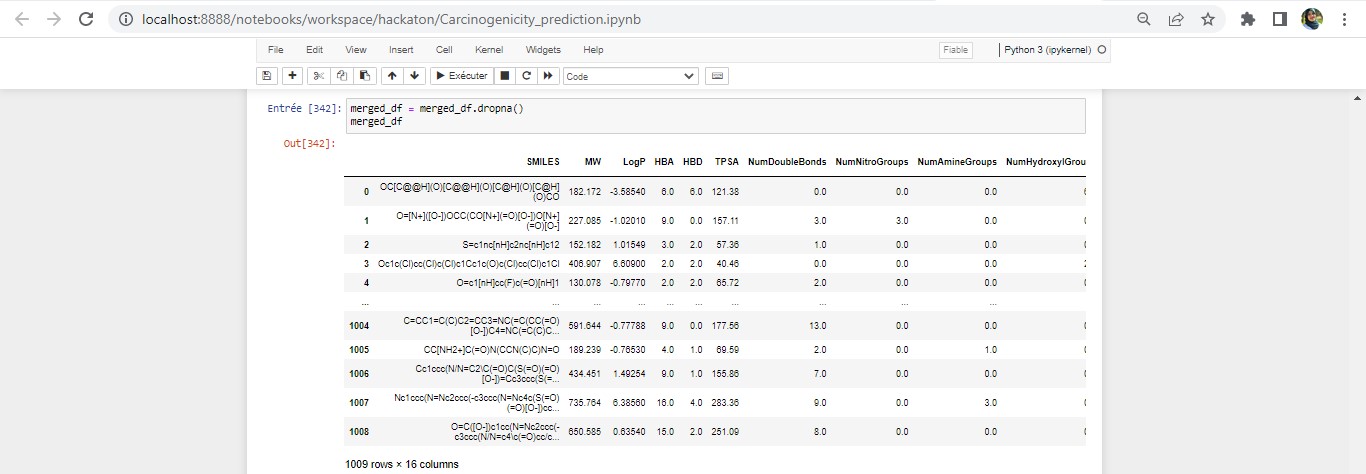 localhost:8888/notebooks/workspace/hackaton/Carcinogenicity_prediction.ipynb
File Edit View Insert Cell Kernel Widgets Help Fiable Python 3 (ipykernel)
Exécuter Code
Entrée [342]: merged_df = merged_df.dropna()
merged_df
Out[342]:
SMILES MW LogP HBA HBD TPSA NumDoubleBonds NumNitroGroups NumAmineGroups NumHydroxylGrou
0 OC[C@@H](O)[C@@H](O)[C@H](O)[C@H] 182.172 -3.58540 6.0 6.0 121.38 0.0 0.0 0.0
(O)CO
1 O=[N+]([O-])OCC(CO[N+](=O)[O-])O[N+] 227.085 -1.02010 9.0 0.0 157.11 3.0 3.0 0.0
(=O)[O-]
2 S=c1nc[nH]c2nc[nH]c12 152.182 1.01549 3.0 2.0 57.36 1.0 0.0 0.0
3 Oc1c(Cl)cc(Cl)c(Cl)c1Cc1c(O)c(Cl)cc(Cl)c1Cl 406.907 6.60900 2.0 2.0 40.46 0.0 0.0 0.0
4 O=c1[nH]cc(F)c(=O)[nH]1 130.078 -0.79770 2.0 2.0 65.72 2.0 0.0 0.0
... ... ... ... ... ... ... ... ... ...
1004 C=CC1=C(C)C2=CC3=NC(=C(CC(=O) 591.644 -0.77788 9.0 0.0 177.56 13.0 0.0 0.0
[O-])C4=NC(=C(C)C...
1005 CC[NH2+]C(=O)N(CCN(C)C)N=O 189.239 -0.76530 4.0 1.0 69.59 2.0 0.0 1.0
1006 Cc1ccc(N/N=C2\C(=O)C(S(=O)(=O) 434.451 1.49254 9.0 1.0 155.86 7.0 0.0 0.0
[O-])=Cc3ccc(S(=...
1007 Nc1ccc(N=Nc2ccc(-c3ccc(N=Nc4c(S(=O) 735.764 6.38560 16.0 4.0 283.36 9.0 0.0 3.0
(=O)[O-])cc...
1008 O=C([O-])c1cc(N=Nc2ccc(- 650.585 0.63540 15.0 2.0 251.09 8.0 0.0 0.0
c3ccc(N/N=c4\c(=O)cc/c...
1009 rows × 16 columns